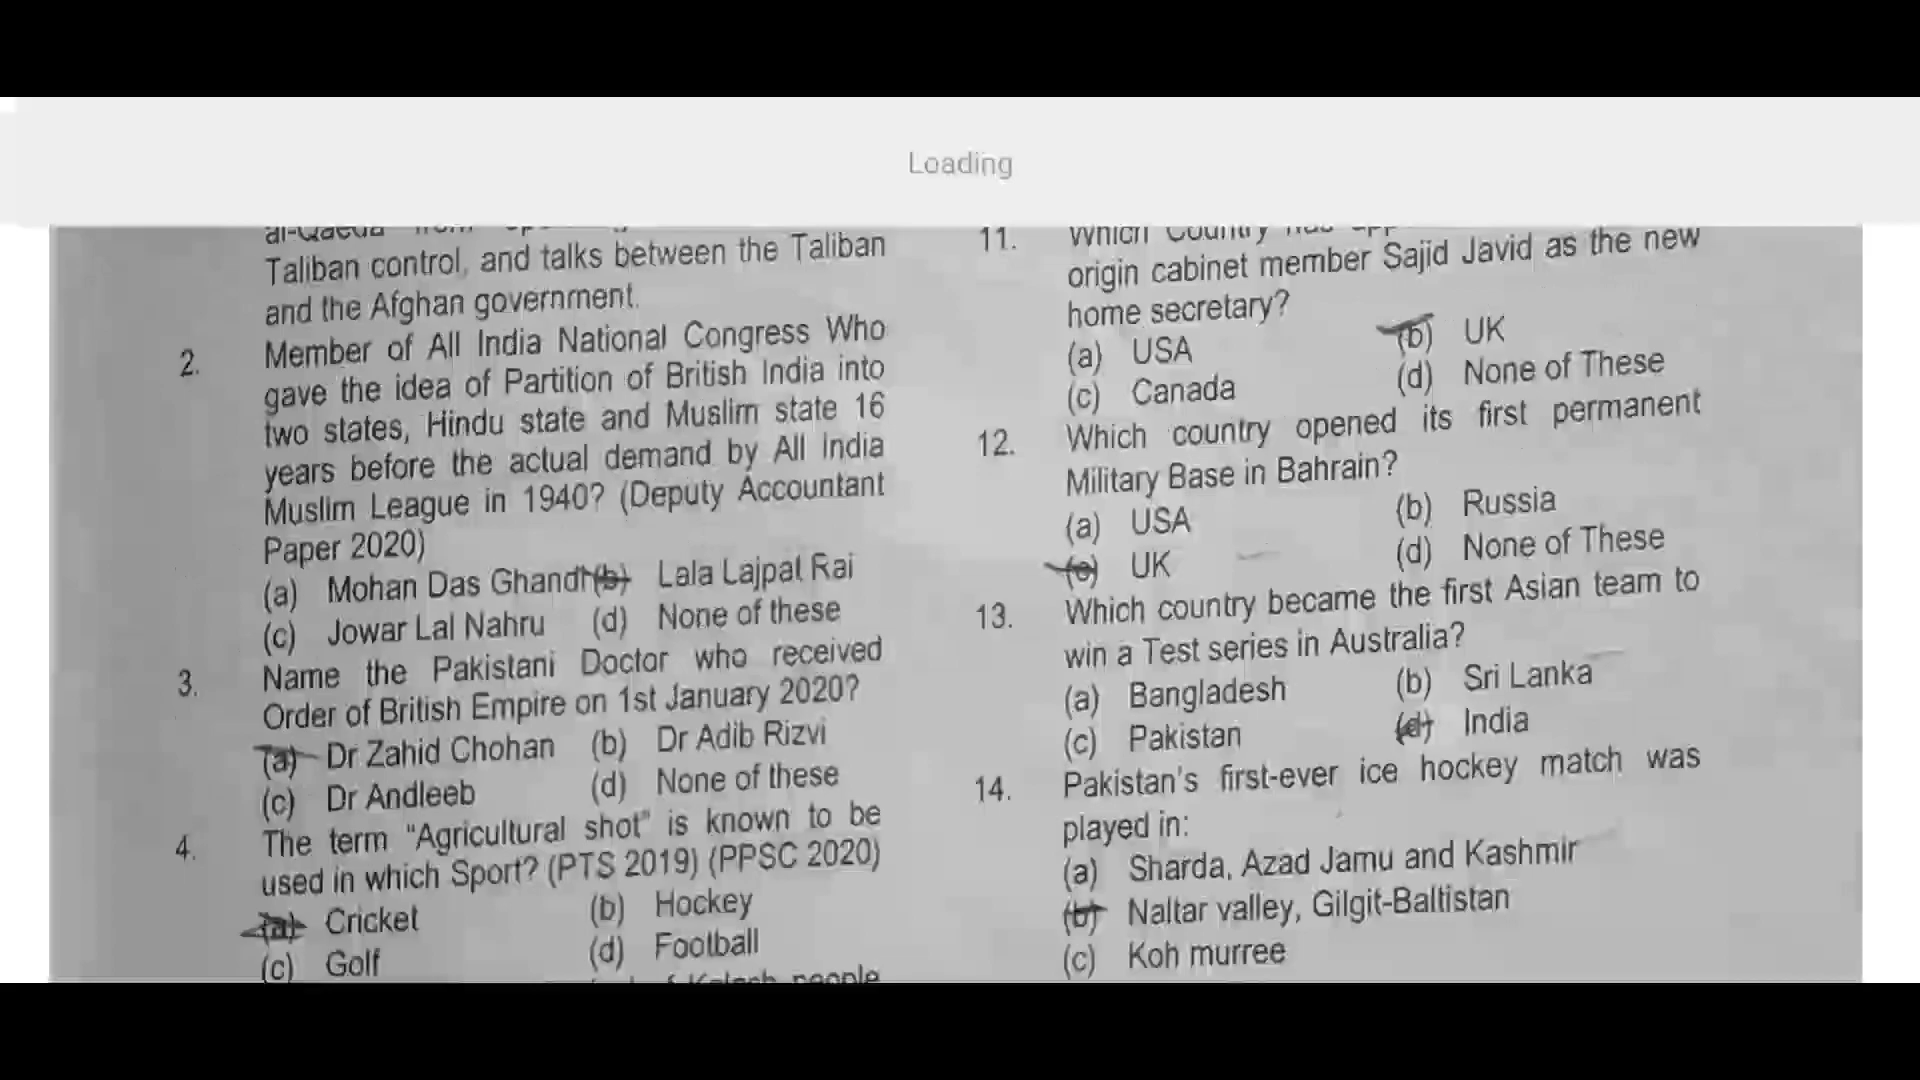 Loading
Taliban control, and talks between the Taliban
and the Afghan government.
2. Member of All India National Congress Who
gave the idea of Partition of British India into
two states, Hindu state and Muslim state 16
years before the actual demand by All India
Muslim League in 1940? (Deputy Accountant
Paper 2020)
(a) Mohan Das Ghandhi (b) Lala Lajpat Rai
(c) Jowar Lal Nahru (d) None of these
3. Name the Pakistani Doctor who received
Order of British Empire on 1st January 2020?
(a) Dr Zahid Chohan (b) Dr Adib Rizvi
(c) Dr Andleeb (d) None of these
4. The term "Agricultural shot" is known to be
used in which Sport? (PTS 2019) (PPSC 2020)
(a) Cricket (b) Hockey
(c) Golf (d) Football
people
11. Which Country
origin cabinet member Sajid Javid as the new
home secretary?
(a) USA (b) UK
(c) Canada (d) None of These
12. Which country opened its first permanent
Military Base in Bahrain?
(a) USA (b) Russia
(c) UK (d) None of These
13. Which country became the first Asian team to
win a Test series in Australia?
(a) Bangladesh (b) Sri Lanka
(c) Pakistan (d) India
14. Pakistan's first-ever ice hockey match was
played in:
(a) Sharda, Azad Jamu and Kashmir
(b) Naltar valley, Gilgit-Baltistan
(c) Koh murree